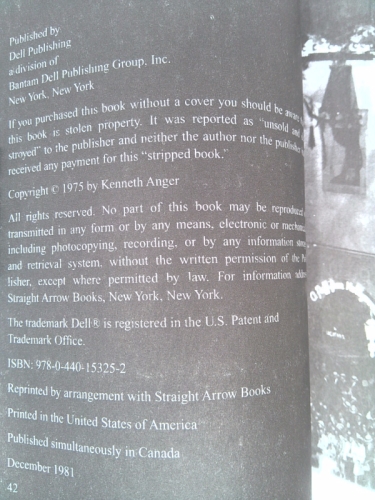 Published by
Dell Publishing
a division of
Bantam Dell Publishing Group, Inc.
New York, New York
If you purchased this book without a cover you should be aware
this book is stolen property. It was reported as "unsold and
stroyed" to the publisher and neither the author nor the publisher
received any payment for this "stripped book."
Copyright © 1975 by Kenneth Anger
All rights reserved. No part of this book may be reproduced
transmitted in any form or by any means, electronic or
including photocopying, recording, or by any information
and retrieval system, without the written permission of the
lisher, except where permitted by law. For information
Straight Arrow Books, New York, New York.
The trademark Dell® is registered in the U.S. Patent and
Trademark Office.
ISBN: 978-0-440-15325-2
Reprinted by arrangement with Straight Arrow Books
Printed in the United States of America
Published simultaneously in Canada
December 1981
42